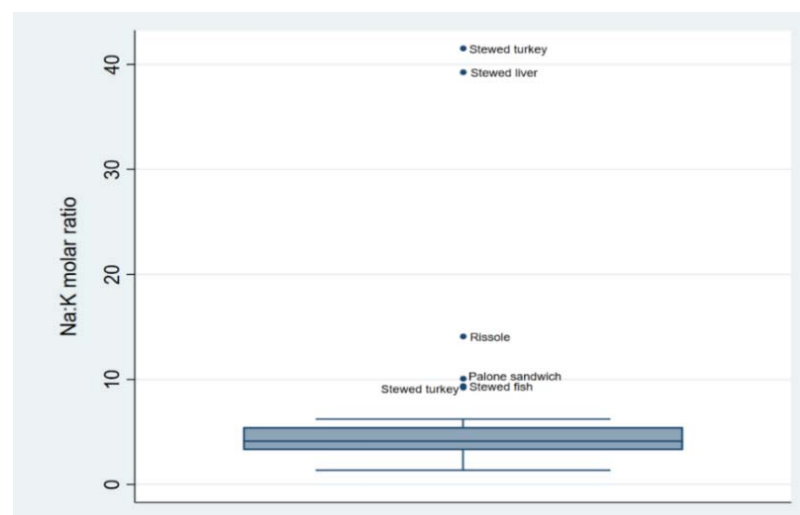 Na:K molar ratio
40
30
20
10
0
Stewed turkey
Stewed liver
Rissole
Palone sandwich
Stewed turkey
Stewed fish